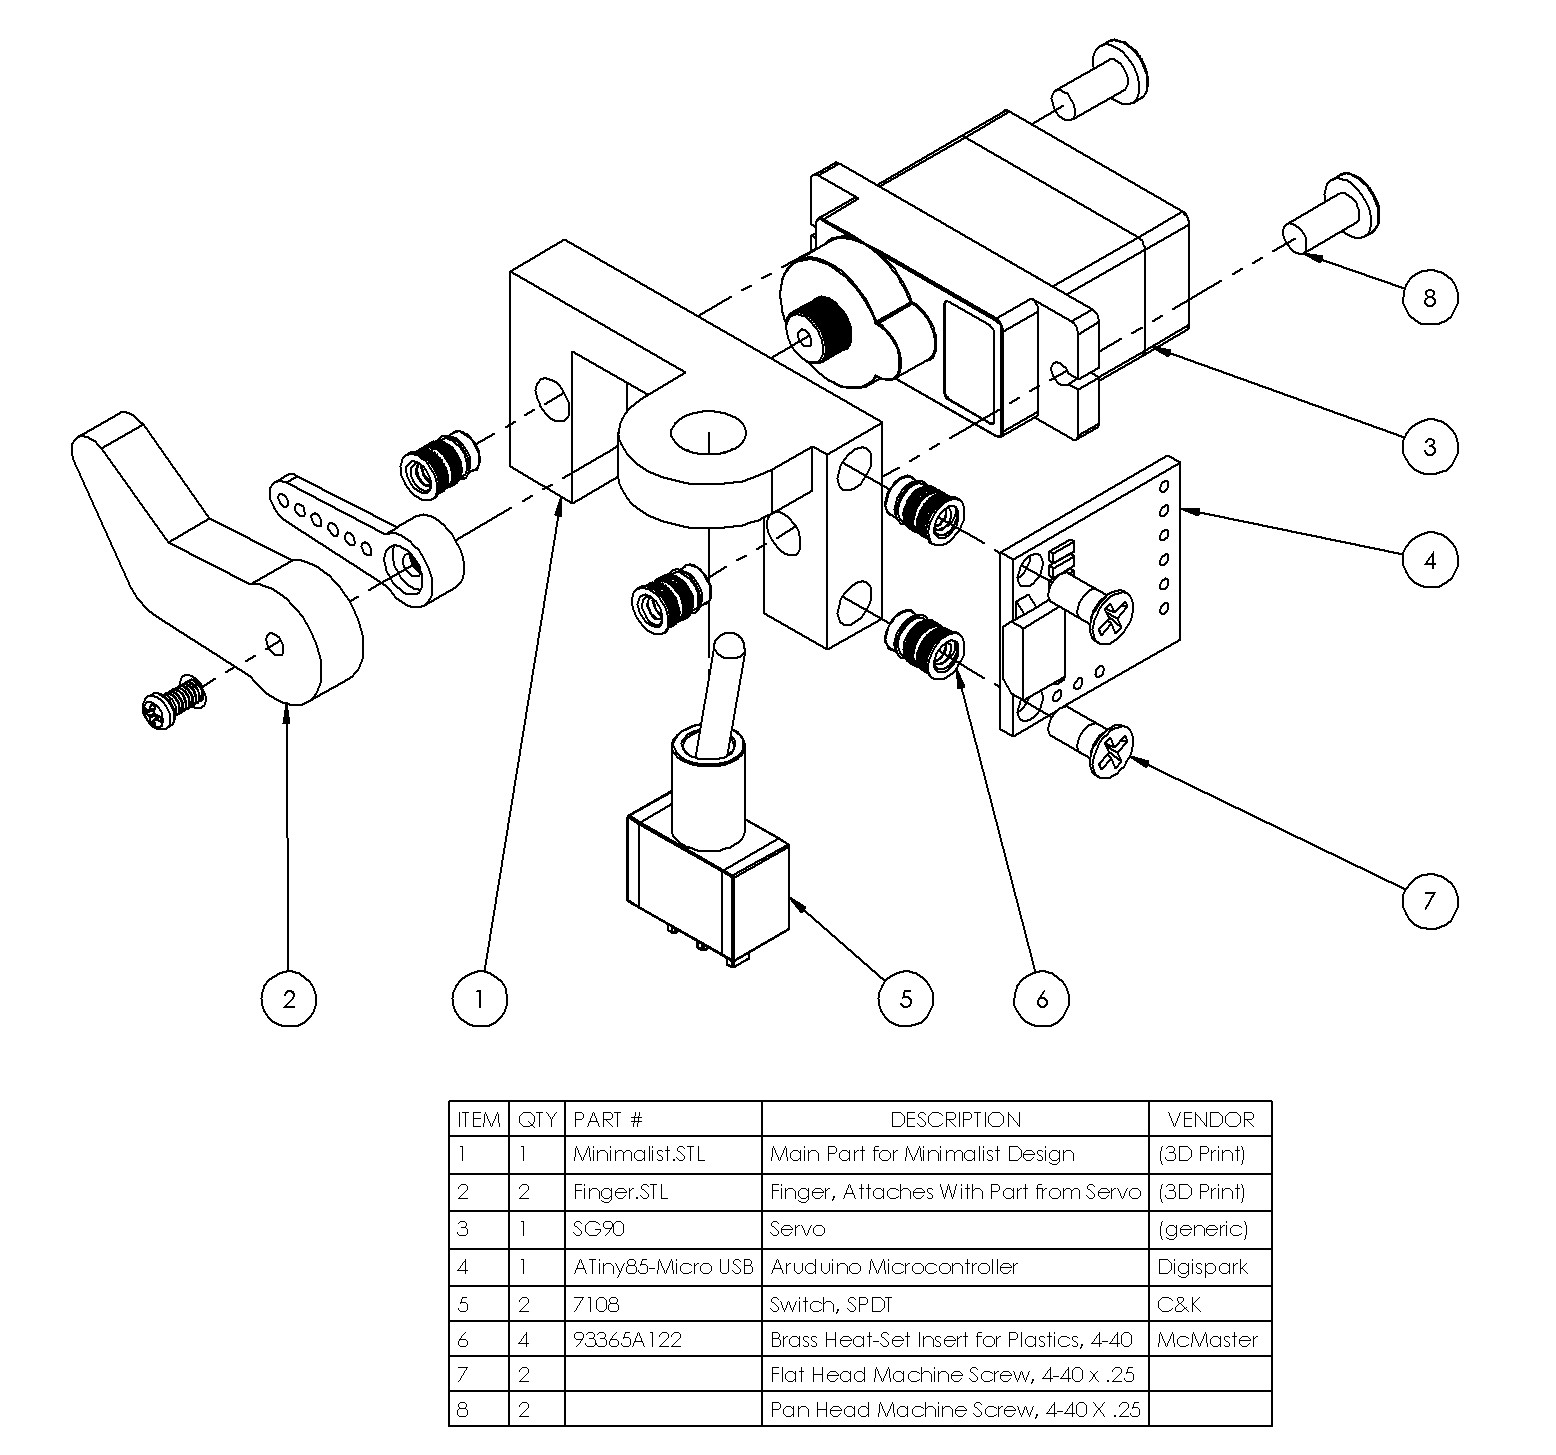 8
3
4
7
2
1
5
6
ITEM QTY PART # DESCRIPTION VENDOR
1 1 Minimalist.STL Main Part for Minimalist Design (3D Print)
2 2 Finger.STL Finger, Attaches With Part from Servo (3D Print)
3 1 SG90 Servo (generic)
4 1 ATiny85-Micro USB Aruduino Microcontroller Digispark
5 2 7108 Switch, SPDT C&K
6 4 93365A122 Brass Heat-Set Insert for Plastics, 4-40 McMaster
7 2 Flat Head Machine Screw, 4-40 x .25
8 2 Pan Head Machine Screw, 4-40 X .25